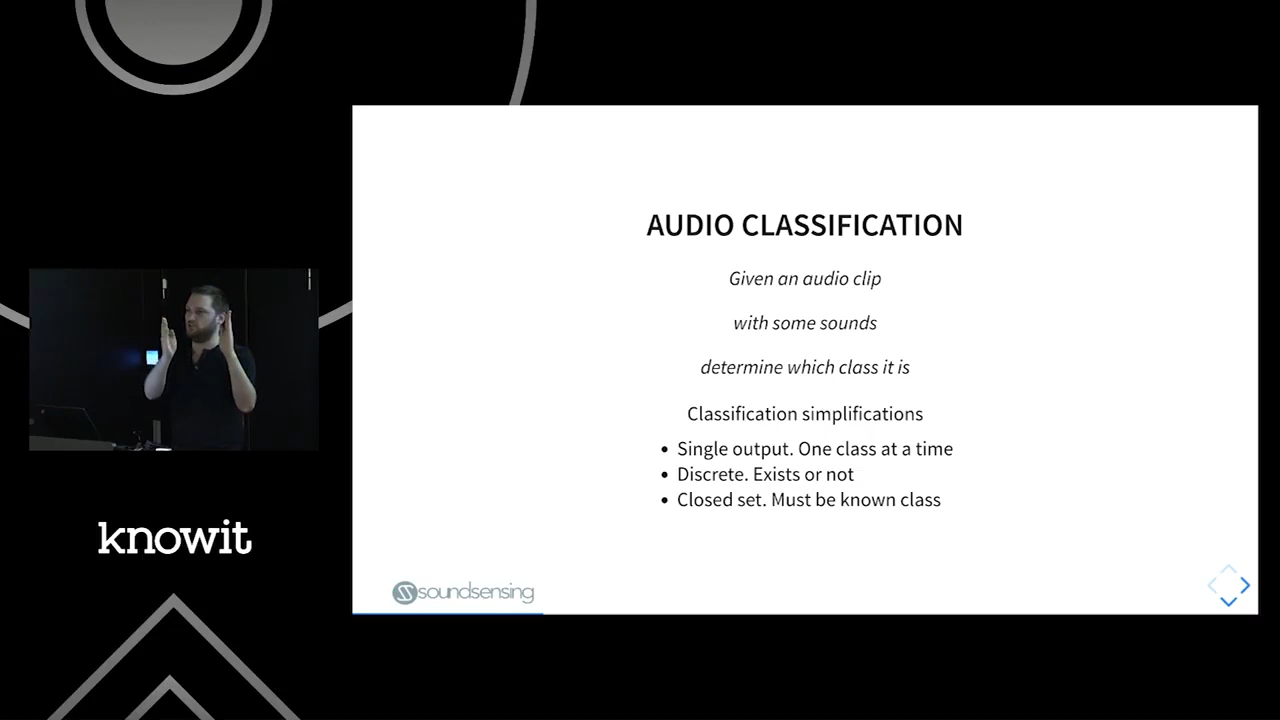 AUDIO CLASSIFICATION
Given an audio clip
with some sounds
determine which class it is
Classification simplifications
• Single output. One class at a time
• Discrete. Exists or not
• Closed set. Must be known class
soundsensing
knowit